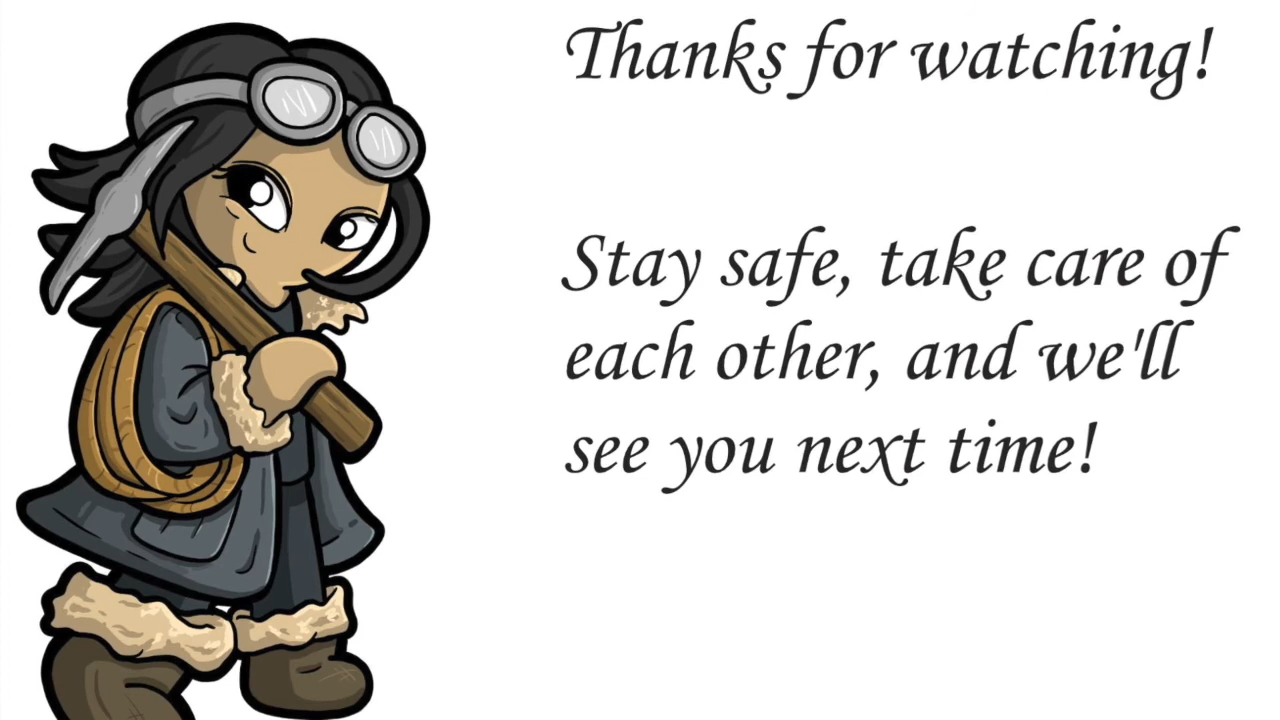 Thanks for watching!
Stay safe, take care of
each other, and we'll
see you next time!